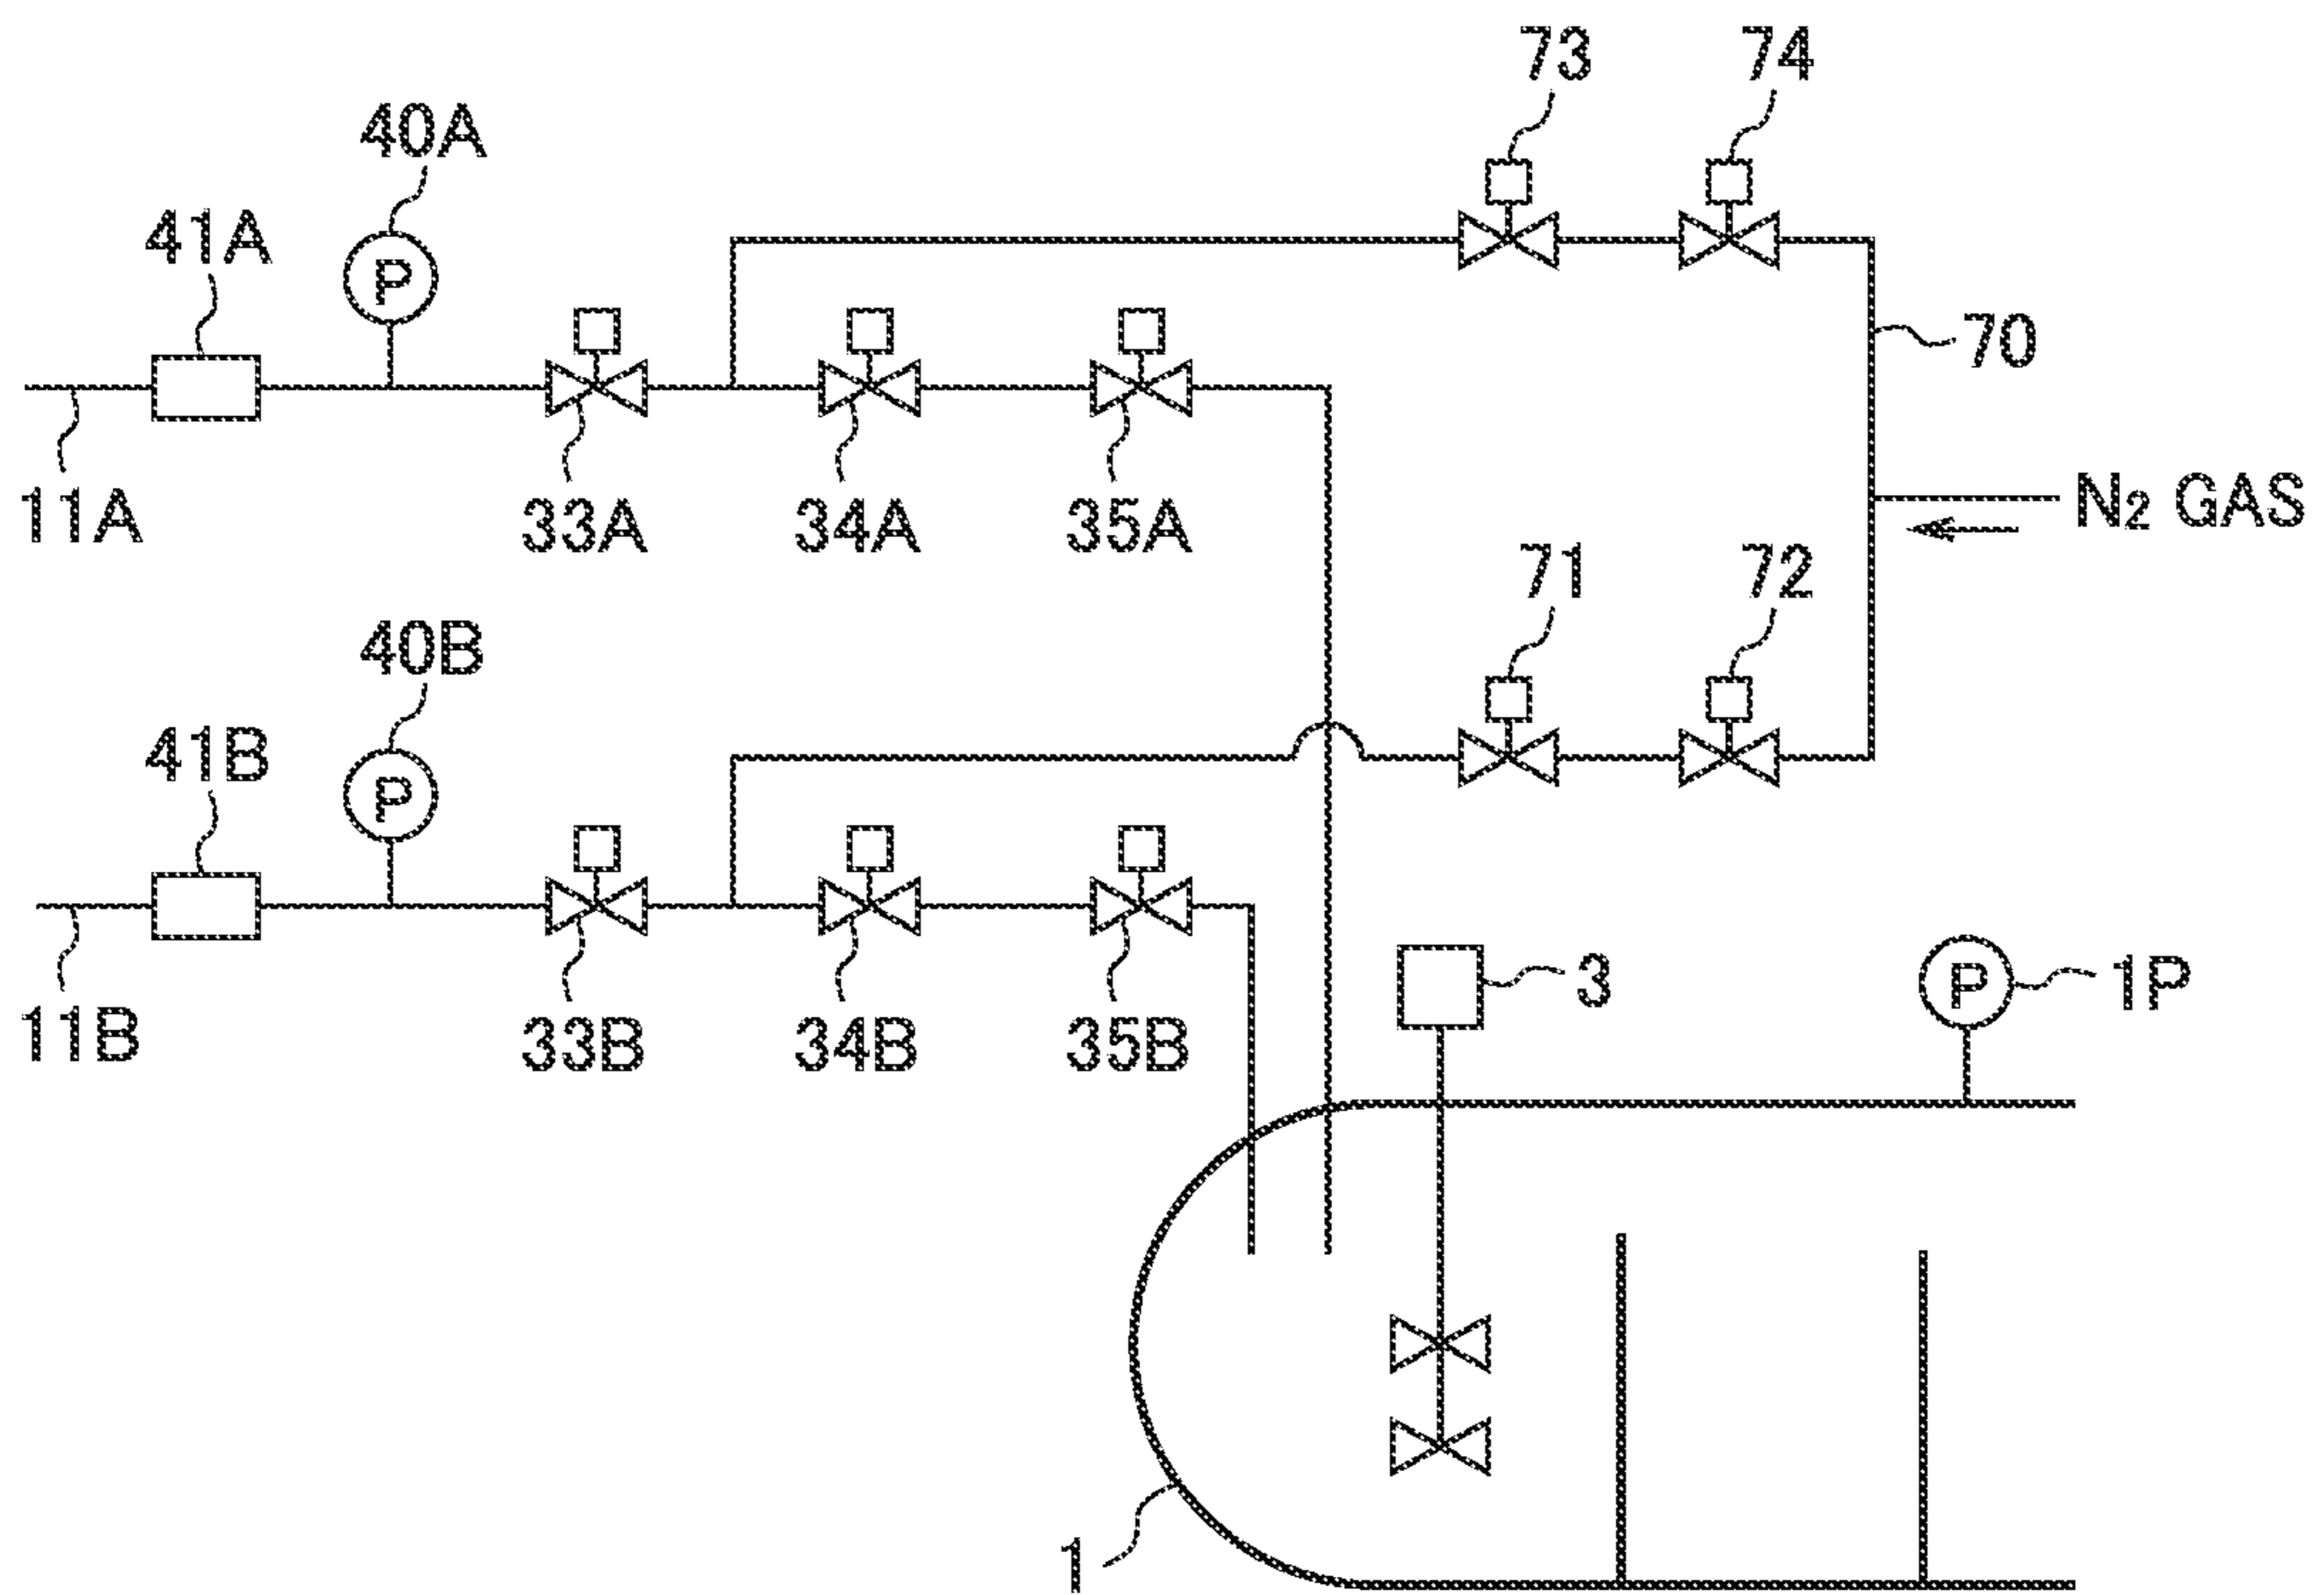 73 74
40A
41A
P
70
11A 33A 34A 35A
N₂ GAS
71 72
40B
41B
P
3 P 1P
11B 33B 34B 35B
1